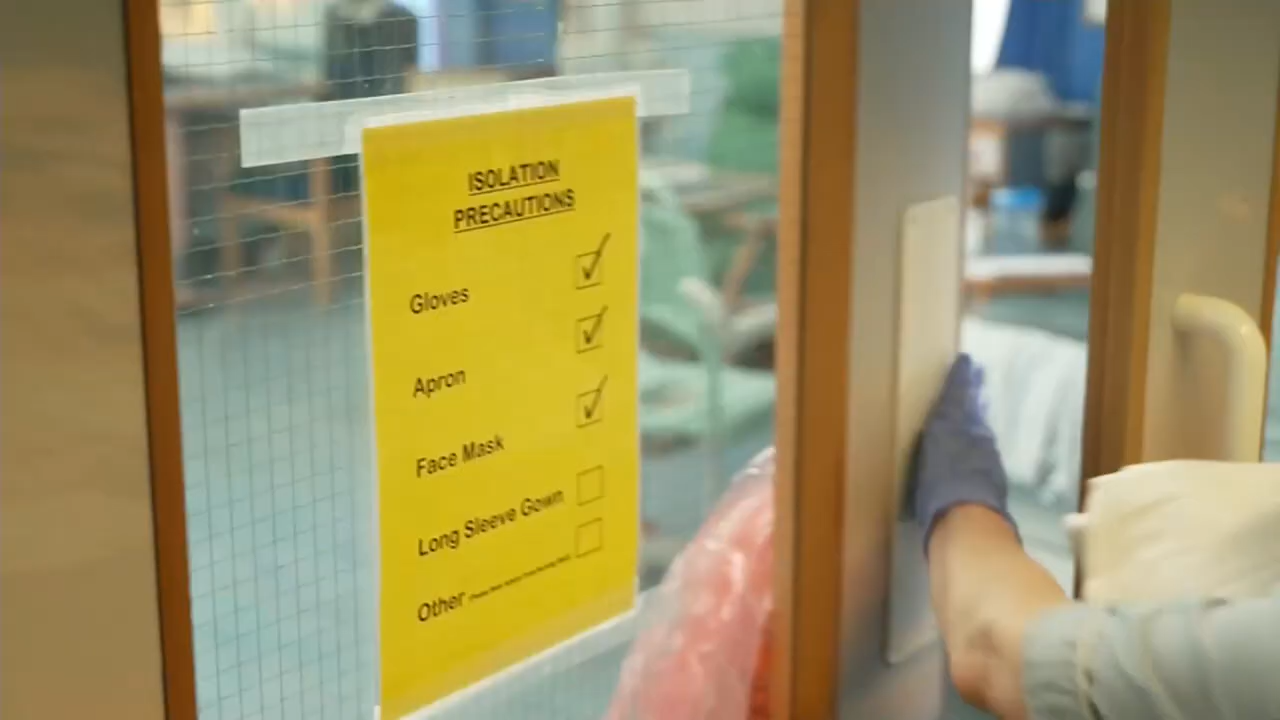 ISOLATION
PRECAUTIONS
Gloves
Apron
Face Mask
Long Sleeve Gown
Other